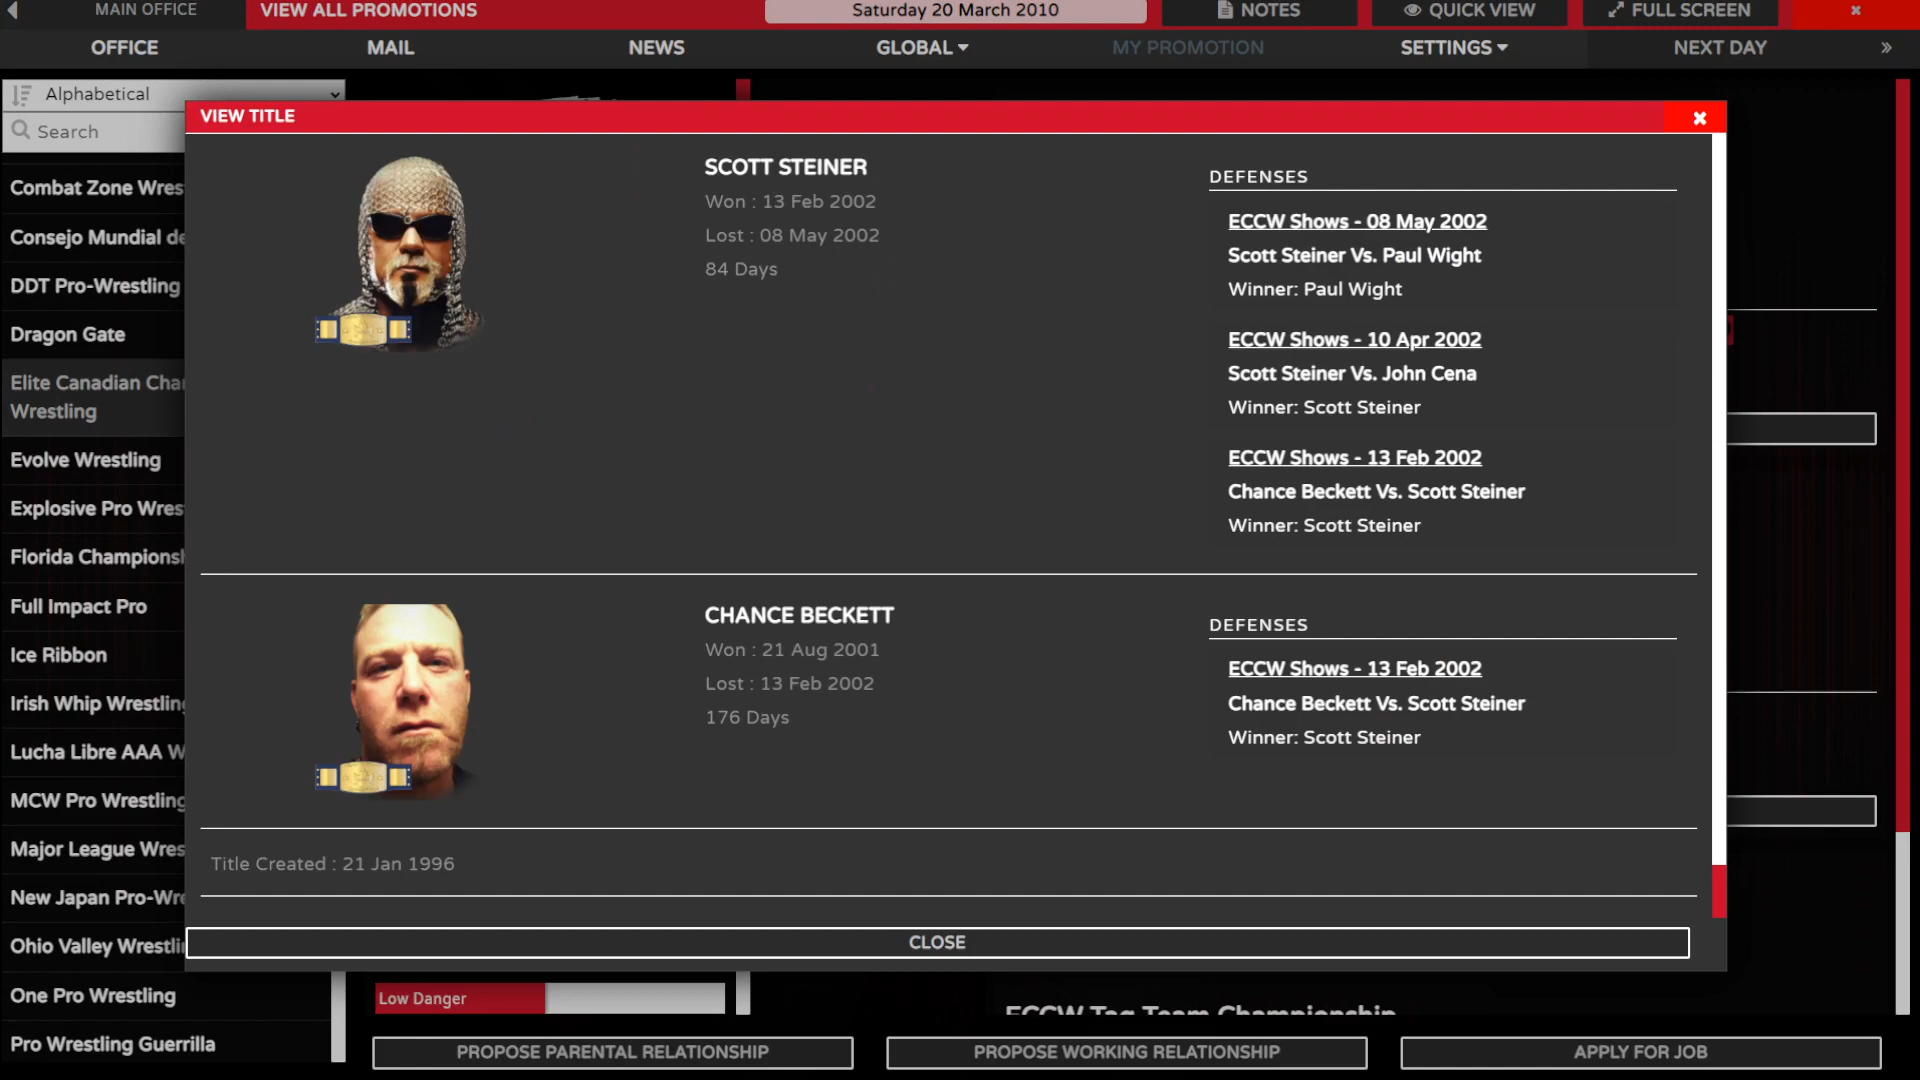 MAIN OFFICE
VIEW ALL PROMOTIONS
Saturday 20 March 2010
NOTES
QUICK VIEW
FULL SCREEN
OFFICE
MAIL
NEWS
GLOBAL
MY PROMOTION
SETTINGS
NEXT DAY
Alphabetical
Search
Combat Zone Wres
Consejo Mundial de
DDT Pro-Wrestling
Dragon Gate
Elite Canadian Cha
Wrestling
Evolve Wrestling
Explosive Pro Wres
Florida Champions
Full Impact Pro
Ice Ribbon
Irish Whip Wrestling
Lucha Libre AAA W
MCW Pro Wrestling
Major League Wres
New Japan Pro-Wre
Ohio Valley Wrestli
One Pro Wrestling
Pro Wrestling Guerrilla
VIEW TITLE
SCOTT STEINER
Won : 13 Feb 2002
Lost : 08 May 2002
84 Days
DEFENSES
ECCW Shows - 08 May 2002
Scott Steiner Vs. Paul Wight
Winner: Paul Wight
ECCW Shows - 10 Apr 2002
Scott Steiner Vs. John Cena
Winner: Scott Steiner
ECCW Shows - 13 Feb 2002
Chance Beckett Vs. Scott Steiner
Winner: Scott Steiner
CHANCE BECKETT
Won : 21 Aug 2001
Lost : 13 Feb 2002
176 Days
DEFENSES
ECCW Shows - 13 Feb 2002
Chance Beckett Vs. Scott Steiner
Winner: Scott Steiner
Title Created : 21 Jan 1996
CLOSE
Low Danger
ECCW Tag Team Championship
PROPOSE PARENTAL RELATIONSHIP
PROPOSE WORKING RELATIONSHIP
APPLY FOR JOB